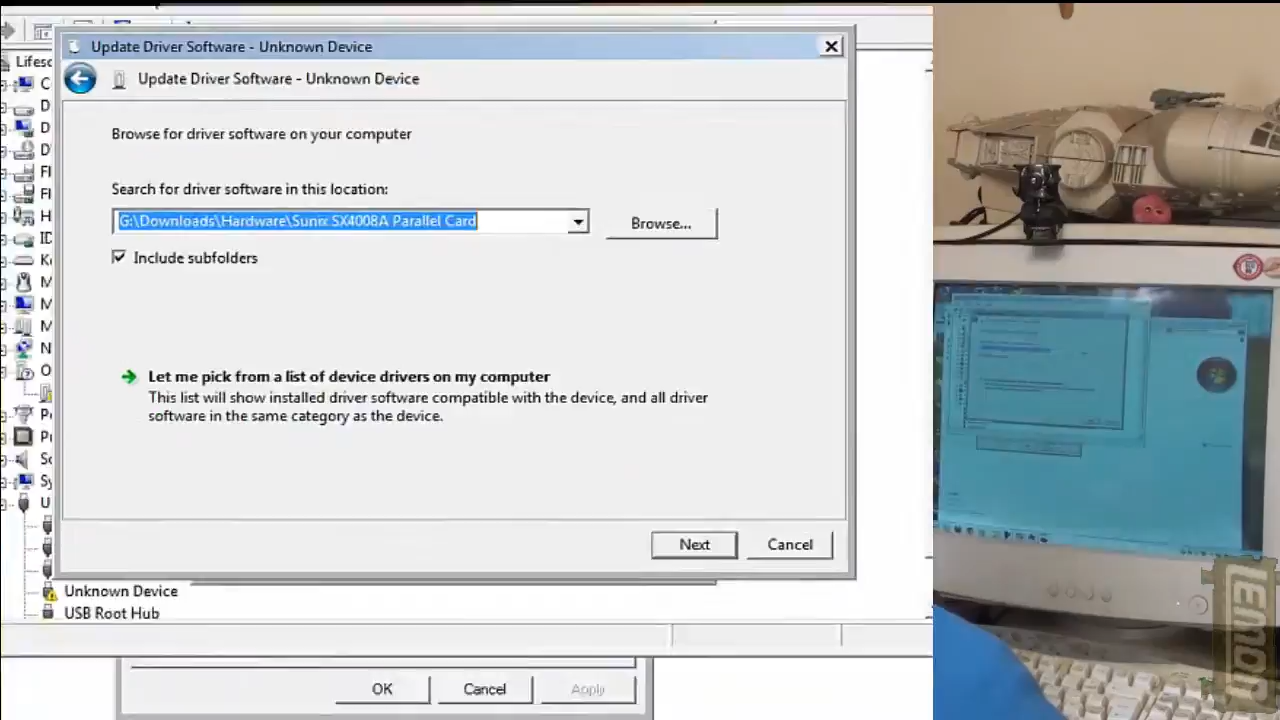 Update Driver Software - Unknown Device
Update Driver Software - Unknown Device
Browse for driver software on your computer
Search for driver software in this location:
G:\Downloads\Hardware\Sunix SX4008A Parallel Card
Browse...
Include subfolders
Let me pick from a list of device drivers on my computer
This list will show installed driver software compatible with the device, and all driver
software in the same category as the device.
Next
Cancel
Unknown Device
USB Root Hub
OK
Cancel
Apply
LEMON